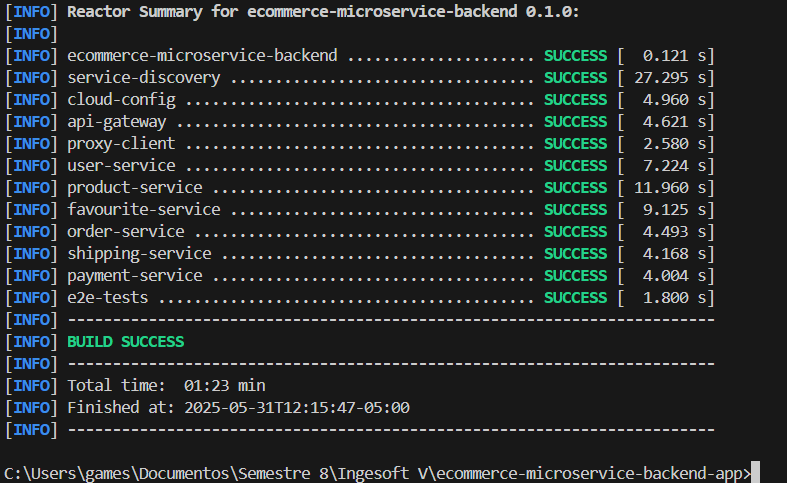 [INFO] Reactor Summary for ecommerce-microservice-backend 0.1.0:
[INFO]
[INFO] ecommerce-microservice-backend ..................... SUCCESS [  0.121 s]
[INFO] service-discovery .................................. SUCCESS [ 27.295 s]
[INFO] cloud-config ....................................... SUCCESS [  4.960 s]
[INFO] api-gateway ........................................ SUCCESS [  4.621 s]
[INFO] proxy-client ....................................... SUCCESS [  2.580 s]
[INFO] user-service ....................................... SUCCESS [  7.224 s]
[INFO] product-service .................................... SUCCESS [ 11.960 s]
[INFO] favourite-service .................................. SUCCESS [  9.125 s]
[INFO] order-service ...................................... SUCCESS [  4.493 s]
[INFO] shipping-service ................................... SUCCESS [  4.168 s]
[INFO] payment-service .................................... SUCCESS [  4.004 s]
[INFO] e2e-tests .......................................... SUCCESS [  1.800 s]
[INFO] ------------------------------------------------------------------------
[INFO] BUILD SUCCESS
[INFO] ------------------------------------------------------------------------
[INFO] Total time:  01:23 min
[INFO] Finished at: 2025-05-31T12:15:47-05:00
[INFO] ------------------------------------------------------------------------
C:\Users\games\Documentos\Semestre 8\Ingesoft V\ecommerce-microservice-backend-app>